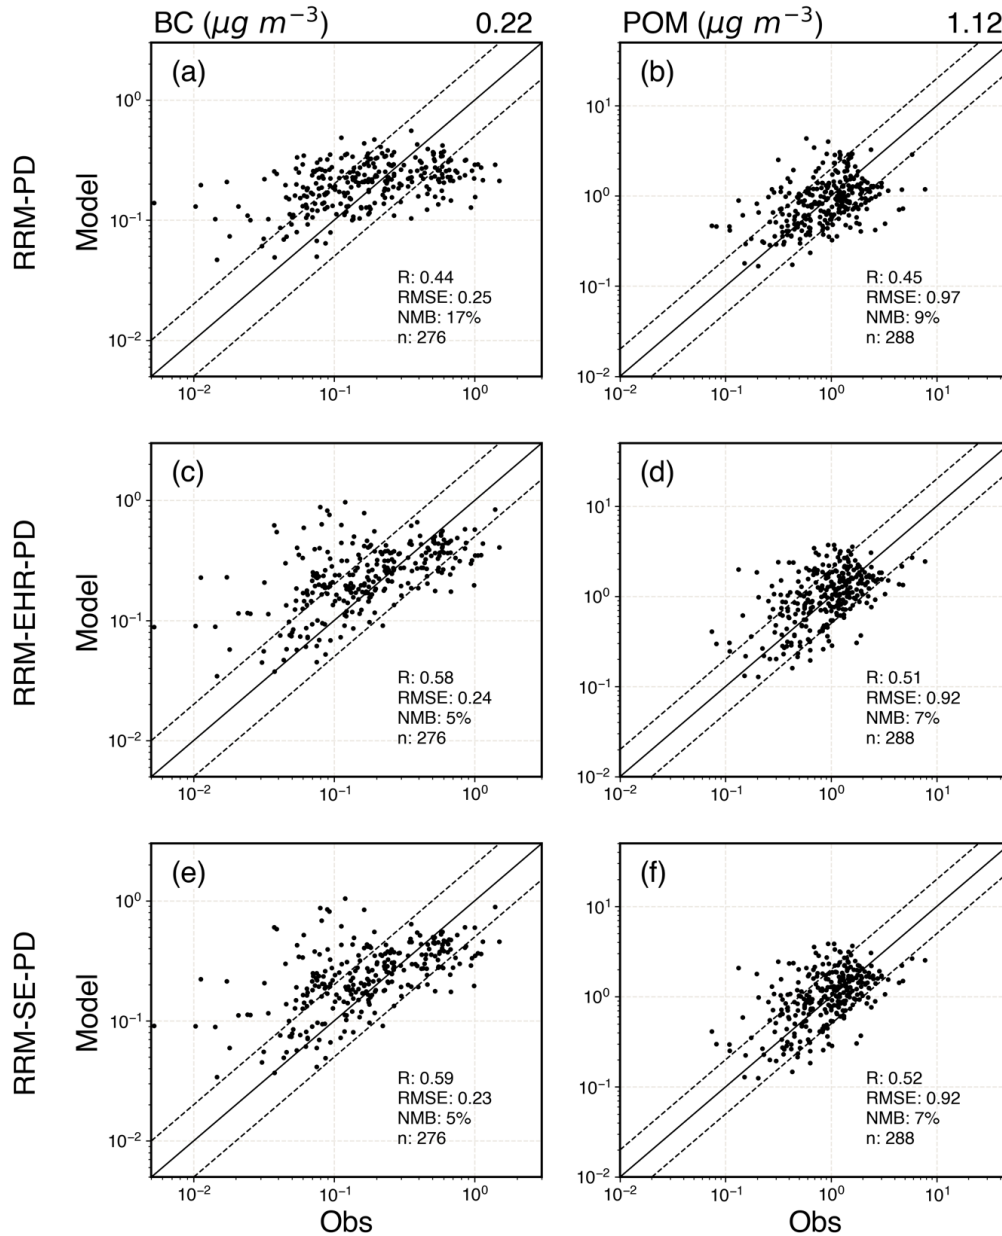 BC (μg m⁻³) 0.22 POM (μg m⁻³) 1.12
RRM-PD
Model
(a)
10⁰
10⁻¹
10⁻²
R: 0.44
RMSE: 0.25
NMB: 17%
n: 276
10⁻² 10⁻¹ 10⁰
(b)
10¹
10⁰
10⁻¹
10⁻²
R: 0.45
RMSE: 0.97
NMB: 9%
n: 288
10⁻² 10⁻¹ 10⁰ 10¹
RRM-EHR-PD
Model
(c)
10⁰
10⁻¹
10⁻²
R: 0.58
RMSE: 0.24
NMB: 5%
n: 276
10⁻² 10⁻¹ 10⁰
(d)
10¹
10⁰
10⁻¹
10⁻²
R: 0.51
RMSE: 0.92
NMB: 7%
n: 288
10⁻² 10⁻¹ 10⁰ 10¹
RRM-SE-PD
Model
(e)
10⁰
10⁻¹
10⁻²
R: 0.59
RMSE: 0.23
NMB: 5%
n: 276
10⁻² 10⁻¹ 10⁰
Obs
(f)
10¹
10⁰
10⁻¹
10⁻²
R: 0.52
RMSE: 0.92
NMB: 7%
n: 288
10⁻² 10⁻¹ 10⁰ 10¹
Obs